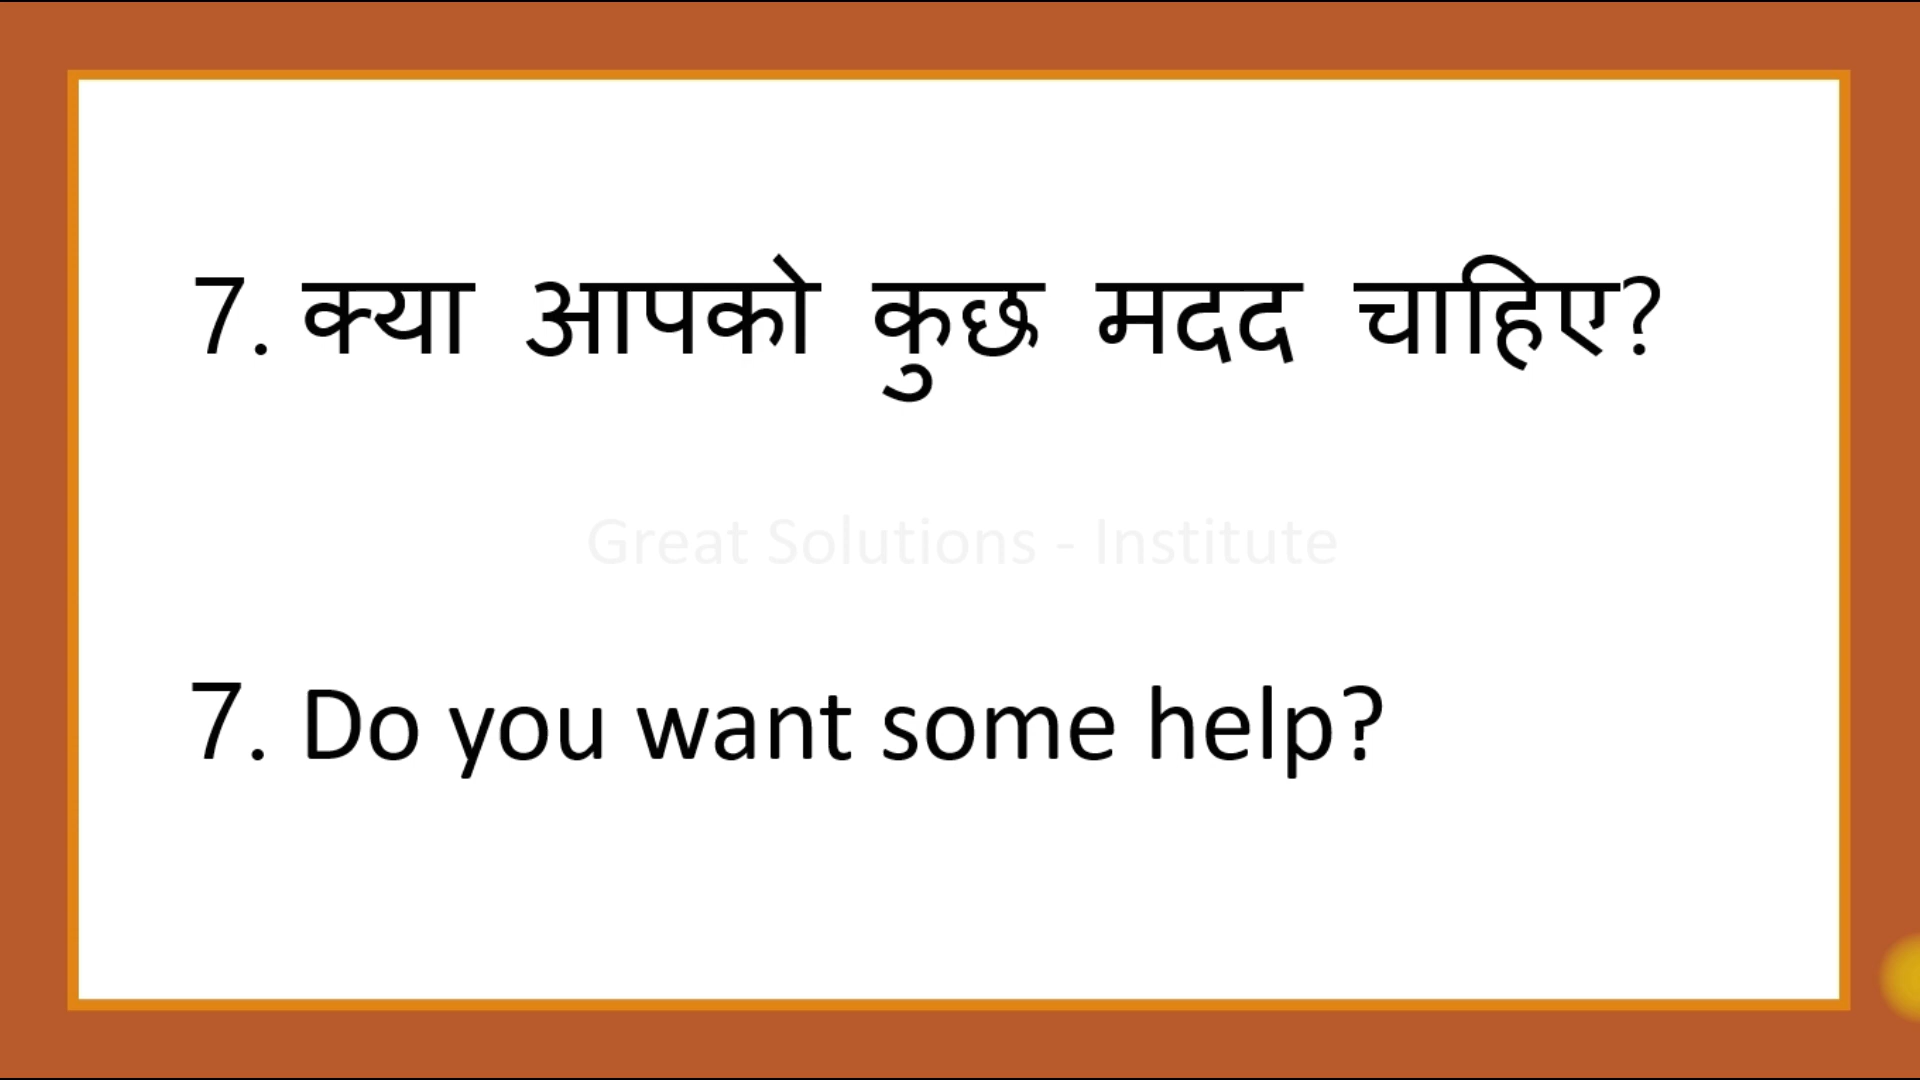 7. क्या आपको कुछ मदद चाहिए?
Great Solutions - Institute
7. Do you want some help?